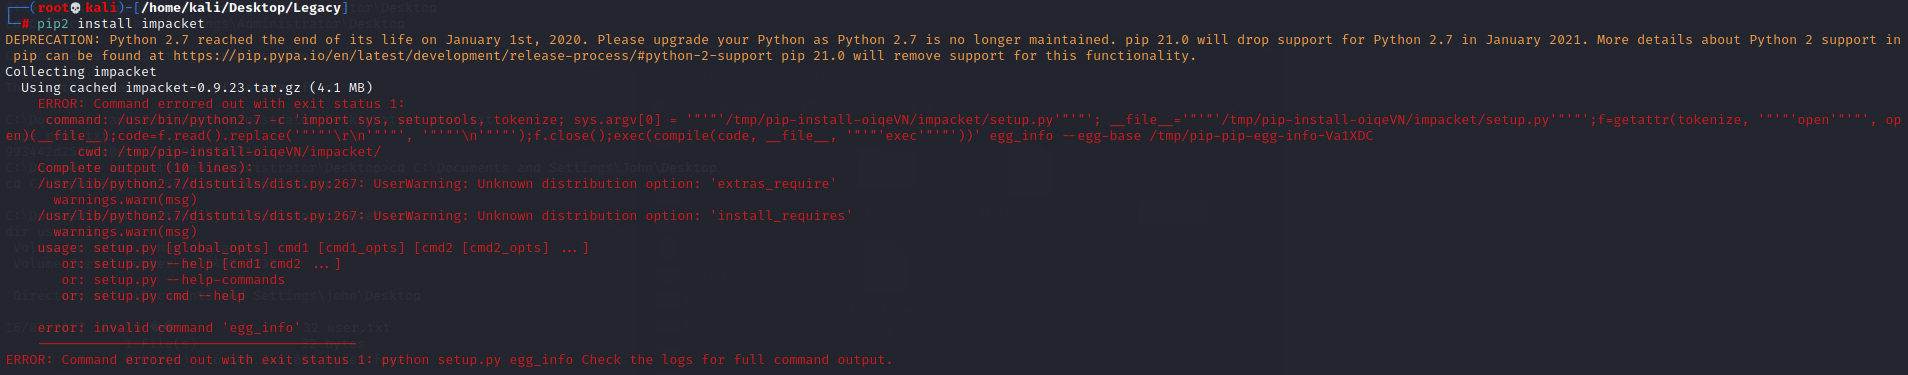 ┌──(root💀kali)-[/home/kali/Desktop/Legacy]
└─# pip2 install impacket
DEPRECATION: Python 2.7 reached the end of its life on January 1st, 2020. Please upgrade your Python as Python 2.7 is no longer maintained. pip 21.0 will drop support for Python 2.7 in January 2021. More details about Python 2 support in
pip can be found at https://pip.pypa.io/en/latest/development/release-process/#python-2-support pip 21.0 will remove support for this functionality.
Collecting impacket
Using cached impacket-0.9.23.tar.gz (4.1 MB)
ERROR: Command errored out with exit status 1:
command: /usr/bin/python2.7 -c 'import sys, setuptools, tokenize; sys.argv[0] = '"'"'/tmp/pip-install-oiqeVN/impacket/setup.py'"'"'; __file__='"'"'/tmp/pip-install-oiqeVN/impacket/setup.py'"'"';f=getattr(tokenize, '"'"'open'"'"', op
en)(__file__);code=f.read().replace('"'"'\r\n'"'"', '"'"'\n'"'"');f.close();exec(compile(code, __file__, '"'"'exec'"'"'))' egg_info --egg-base /tmp/pip-pip-egg-info-Va1XDC
cwd: /tmp/pip-install-oiqeVN/impacket/
Complete output (10 lines):
/usr/lib/python2.7/distutils/dist.py:267: UserWarning: Unknown distribution option: 'extras_require'
warnings.warn(msg)
/usr/lib/python2.7/distutils/dist.py:267: UserWarning: Unknown distribution option: 'install_requires'
warnings.warn(msg)
usage: setup.py [global_opts] cmd1 [cmd1_opts] [cmd2 [cmd2_opts] ...]
or: setup.py --help [cmd1 cmd2 ...]
or: setup.py --help-commands
or: setup.py cmd --help
error: invalid command 'egg_info'
----------------------------------------
ERROR: Command errored out with exit status 1: python setup.py egg_info Check the logs for full command output.